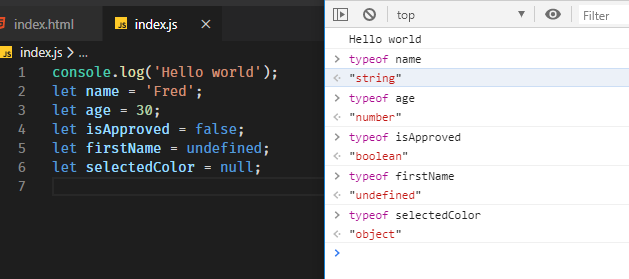 index.html
JS index.js ×
JS index.js > ...
1 console.log('Hello world');
2 let name = 'Fred';
3 let age = 30;
4 let isApproved = false;
5 let firstName = undefined;
6 let selectedColor = null;
7
top ▼ Filter
Hello world
> typeof name
"string"
> typeof age
"number"
> typeof isApproved
"boolean"
> typeof firstName
"undefined"
> typeof selectedColor
"object"
>